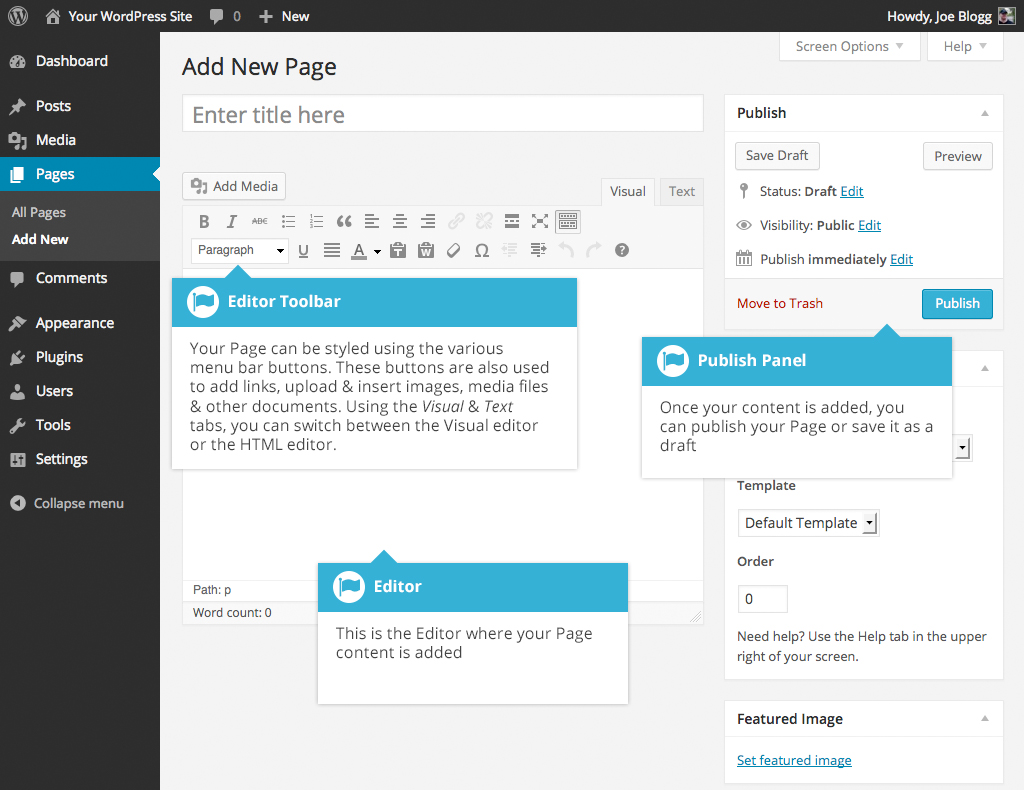 Your WordPress Site 0 New Howdy, Joe Blogg
Dashboard
Posts
Media
Pages
All Pages
Add New
Comments
Appearance
Plugins
Users
Tools
Settings
Collapse menu
Screen Options Help
Add New Page
Enter title here
Add Media
Visual Text
B I ABC
Paragraph U A T W Ω ?
Editor Toolbar
Your Page can be styled using the various
menu bar buttons. These buttons are also used
to add links, upload & insert images, media files
& other documents. Using the Visual & Text
tabs, you can switch between the Visual editor
or the HTML editor.
Path: p
Word count: 0
Editor
This is the Editor where your Page
content is added
Publish
Save Draft Preview
Status: Draft Edit
Visibility: Public Edit
Publish immediately Edit
Move to Trash Publish
Publish Panel
Once your content is added, you
can publish your Page or save it as a
draft
Template
Default Template
Order
0
Need help? Use the Help tab in the upper
right of your screen.
Featured Image
Set featured image